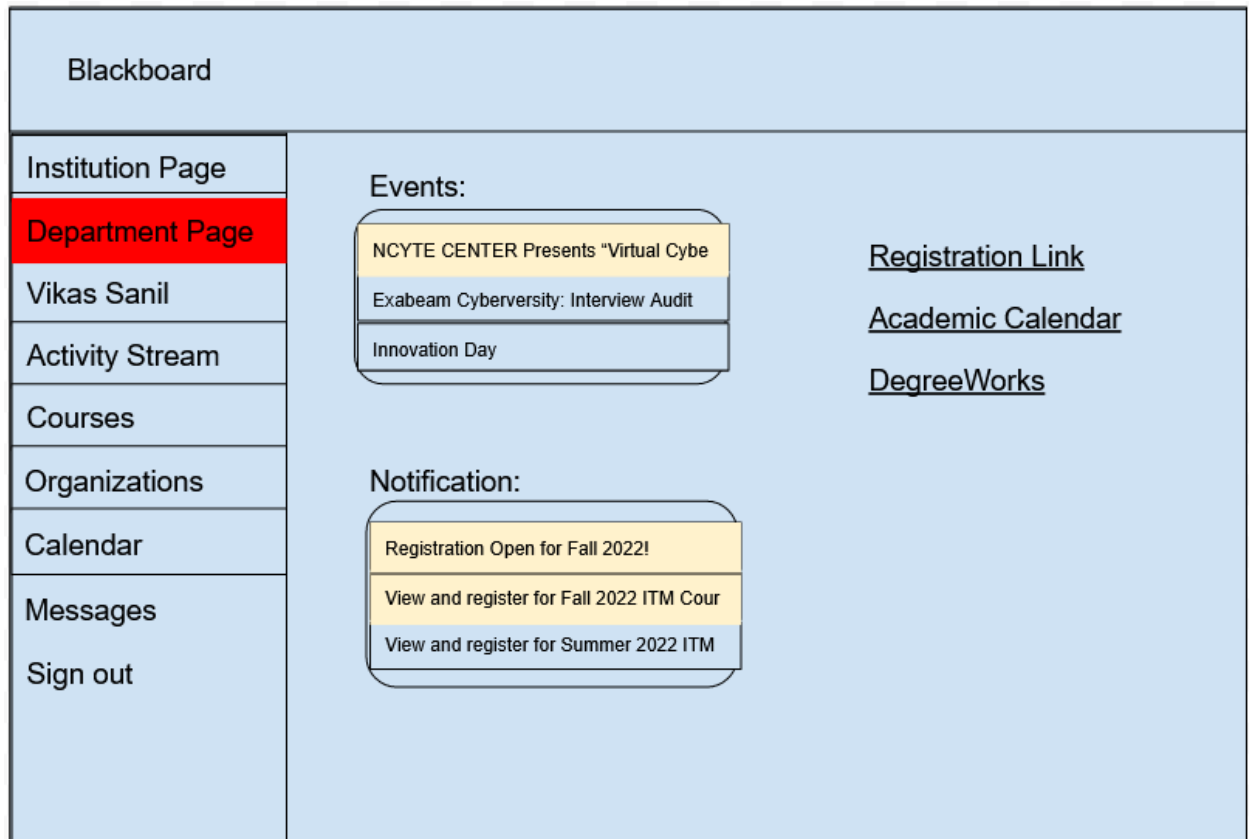 Blackboard
Institution Page
Department Page
Vikas Sanil
Activity Stream
Courses
Organizations
Calendar
Messages
Sign out
Events:
NCYTE CENTER Presents “Virtual Cybe
Exabeam Cyberversity: Interview Audit
Innovation Day
Notification:
Registration Open for Fall 2022!
View and register for Fall 2022 ITM Cour
View and register for Summer 2022 ITM
Registration Link
Academic Calendar
DegreeWorks